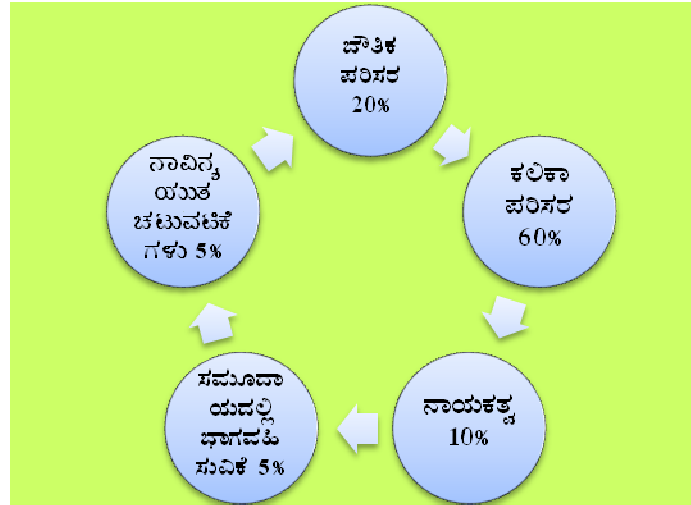 ಬೌತಿಕ
ಪರಿಸರ
20%
ಕಲಿಕಾ
ಪರಿಸರ
60%
ನಾಯಕತ್ವ
10%
ಸಮೂದಾ
ಯದಲ್ಲಿ
ಭಾಗವಹಿ
ಸುವಿಕೆ 5%
ನಾವಿನ್ಯ
ಯುತ
ಚಟುವಟಿಕೆ
ಗಳು 5%